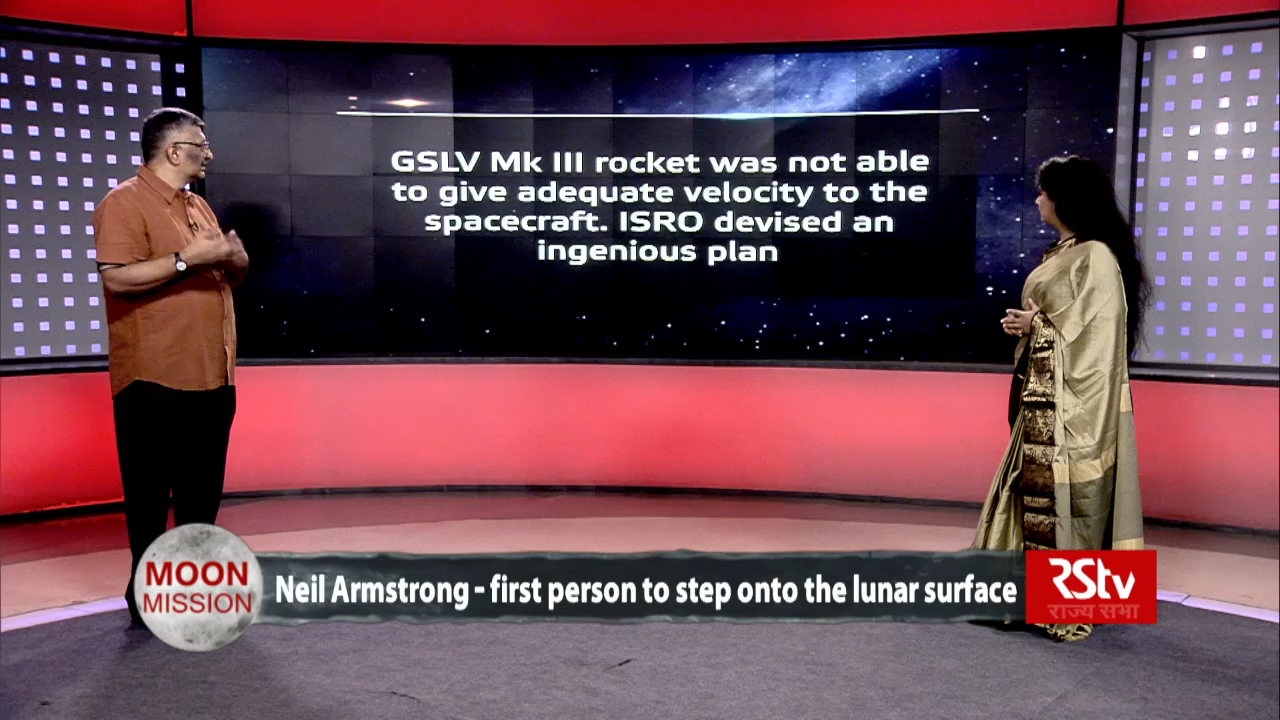 GSLV Mk III rocket was not able
to give adequate velocity to the
spacecraft. ISRO devised an
ingenious plan
MOON
MISSION
Neil Armstrong - first person to step onto the lunar surface
RStv
राज्य सभा